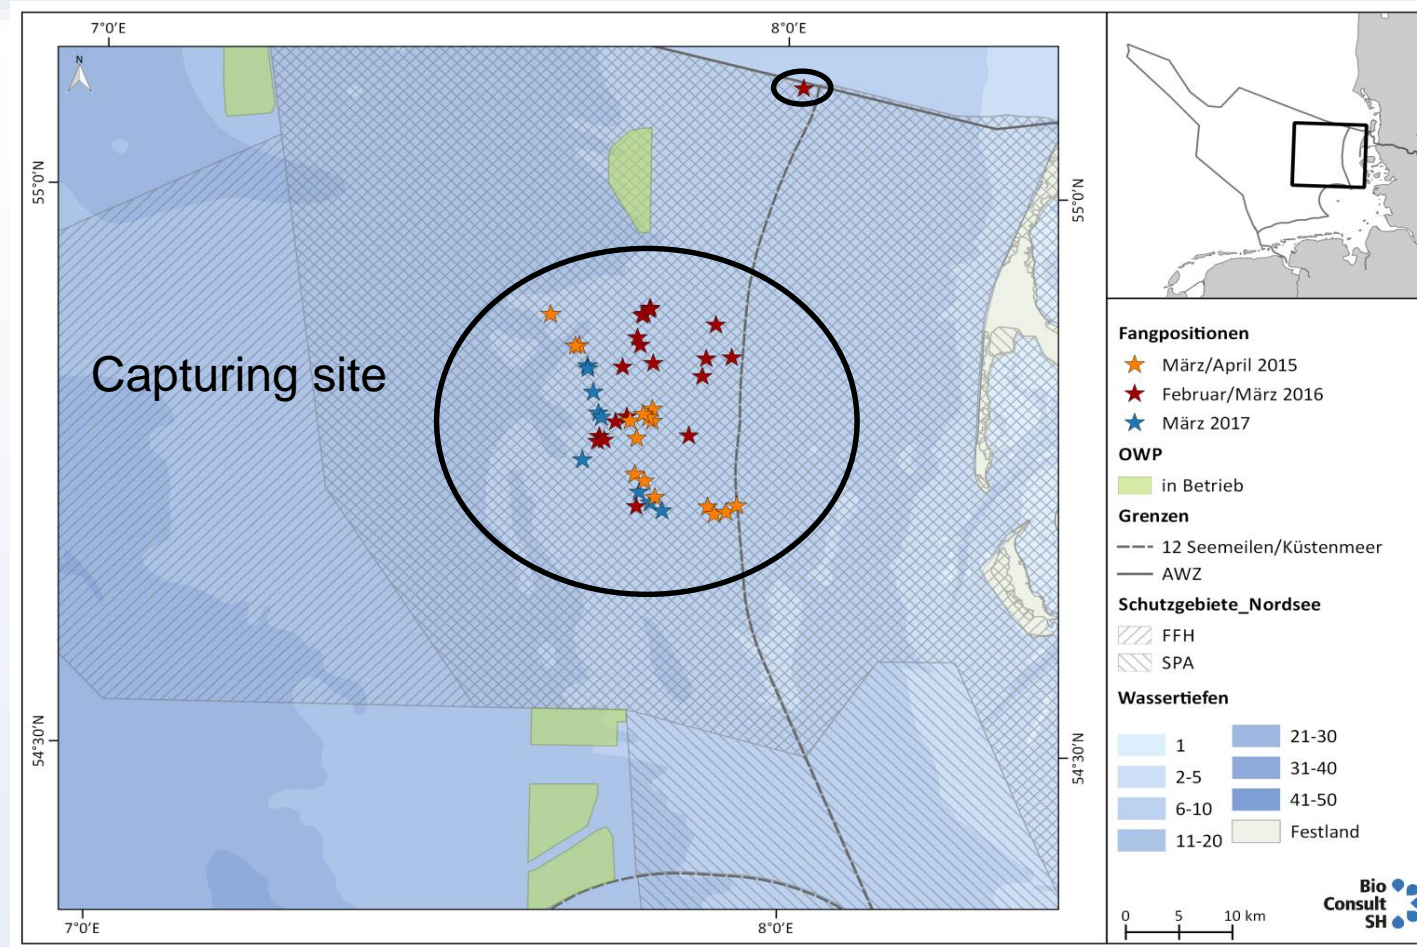 7°0'0"E
8°0'E
N
55°0'N
55°0'N
Capturing site
54°30'N
54°30'N
7°0'E
8°0'E
Fangpositionen
März/April 2015
Februar/März 2016
März 2017
OWP
in Betrieb
Grenzen
12 Seemeilen/Küstenmeer
AWZ
Schutzgebiete_Nordsee
FFH
SPA
Wassertiefen
1
2-5
6-10
11-20
21-30
31-40
41-50
Festland
Bio
Consult
SH
0 5 10 km